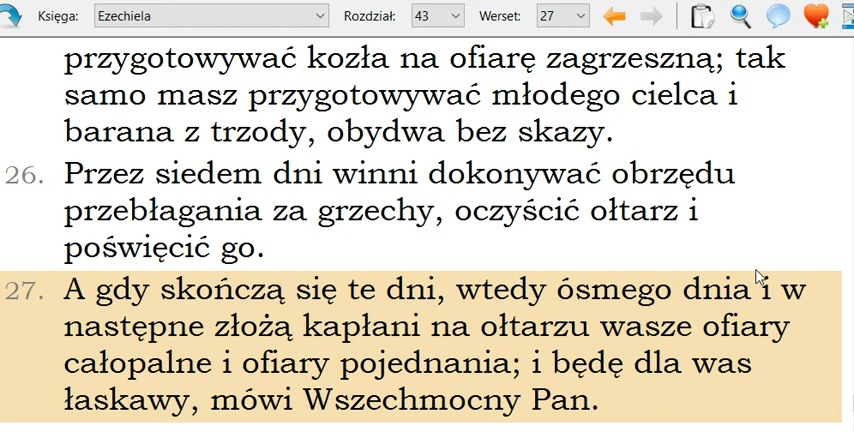 Księga: Ezechiela Rozdział: 43 Werset: 27
przygotowywać kozła na ofiarę zagrzeszną; tak
samo masz przygotowywać młodego cielca i
barana z trzody, obydwa bez skazy.
26. Przez siedem dni winni dokonywać obrzędu
przebłagania za grzechy, oczyścić ołtarz i
poświęcić go.
27. A gdy skończą się te dni, wtedy ósmego dnia i w
następne złożą kapłani na ołtarzu wasze ofiary
całopalne i ofiary pojednania; i będę dla was
łaskawy, mówi Wszechmocny Pan.